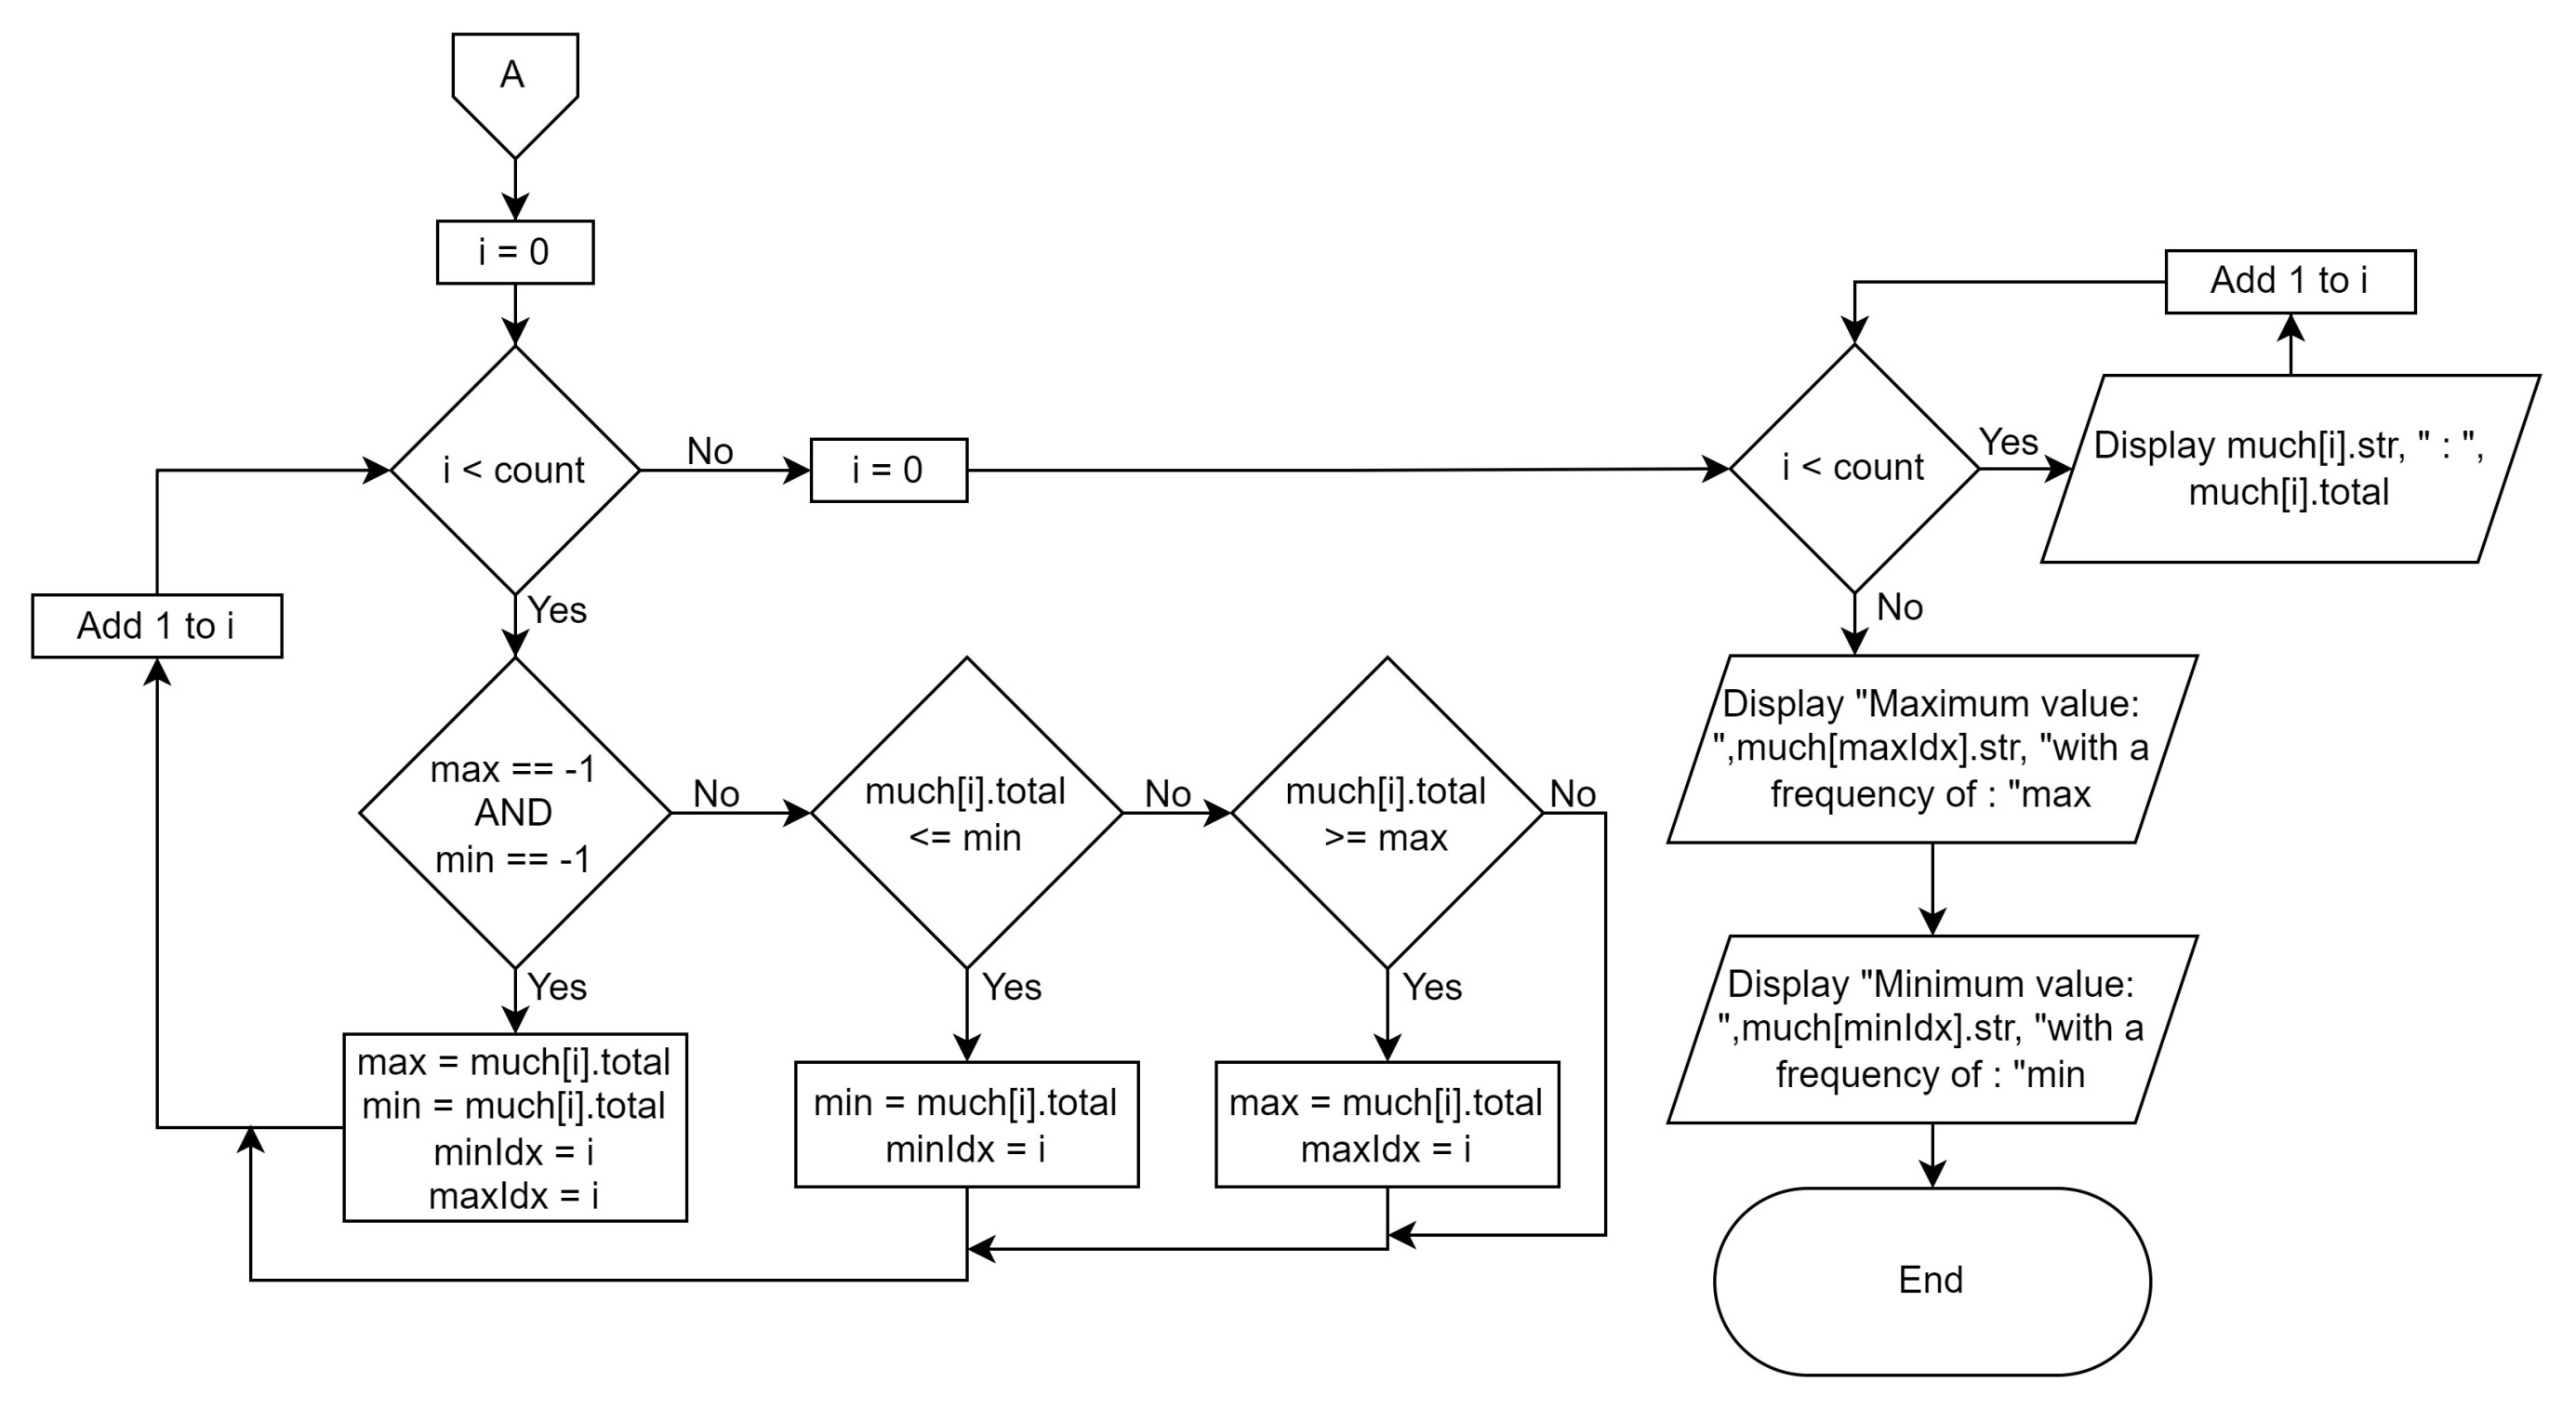 A
i = 0
i < count
No
i = 0
Yes
Add 1 to i
max == -1
AND
min == -1
No
much[i].total
<= min
No
much[i].total
>= max
No
Yes
max = much[i].total
min = much[i].total
minIdx = i
maxIdx = i
Yes
min = much[i].total
minIdx = i
Yes
max = much[i].total
maxIdx = i
i < count
Yes
Display much[i].str, " : ",
much[i].total
Add 1 to i
No
Display "Maximum value:
",much[maxIdx].str, "with a
frequency of : "max
Display "Minimum value:
",much[minIdx].str, "with a
frequency of : "min
End